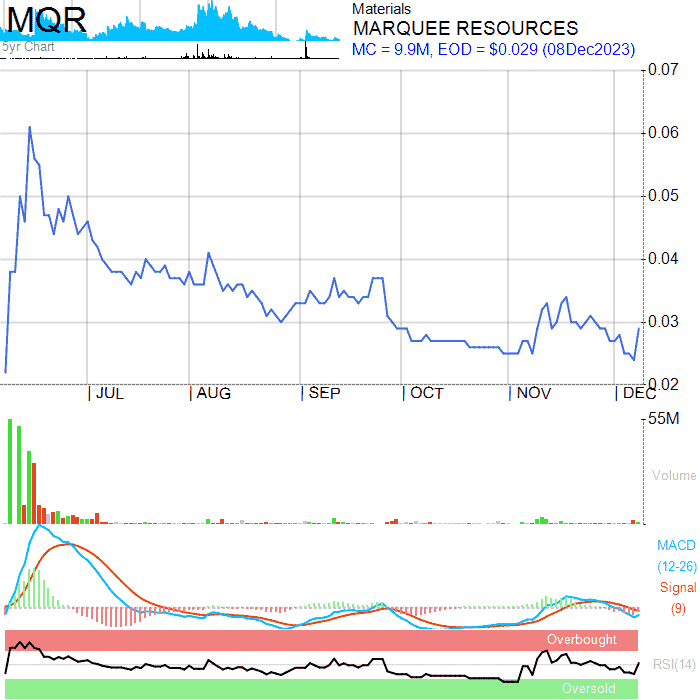 MQR
5yr Chart
Materials
MARQUEE RESOURCES
MC = 9.9M, EOD = $0.029 (08Dec2023)
0.07
0.06
0.05
0.04
0.03
0.02
JUL AUG SEP OCT NOV DEC
55M
Volume
MACD
(12-26)
Signal
(9)
Overbought
RSI(14)
Oversold